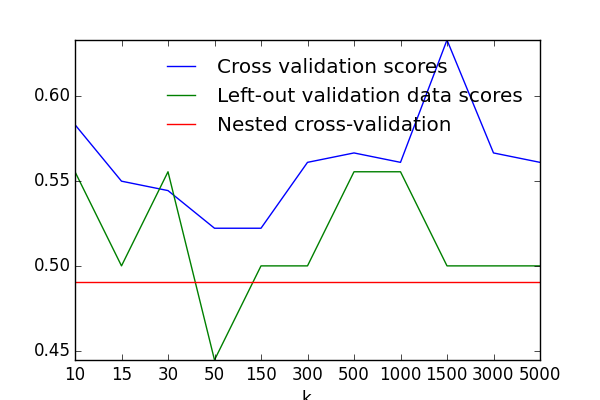 Cross validation scores
Left-out validation data scores
Nested cross-validation
0.60
0.55
0.50
0.45
10 15 30 50 150 300 500 1000 1500 3000 5000
k